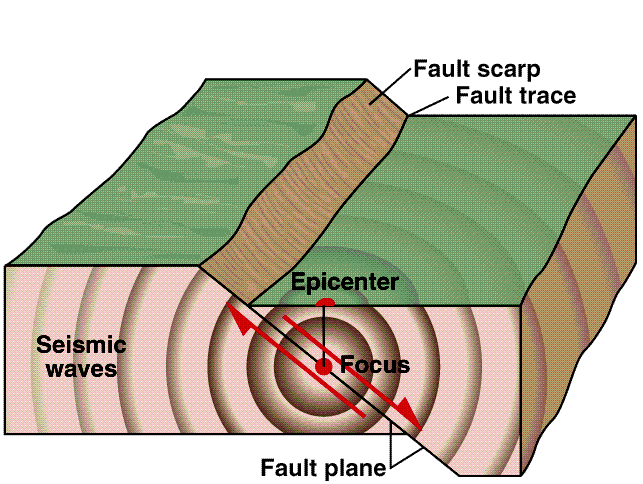 Fault scarp
Fault trace
Epicenter
Seismic
waves
Focus
Fault plane